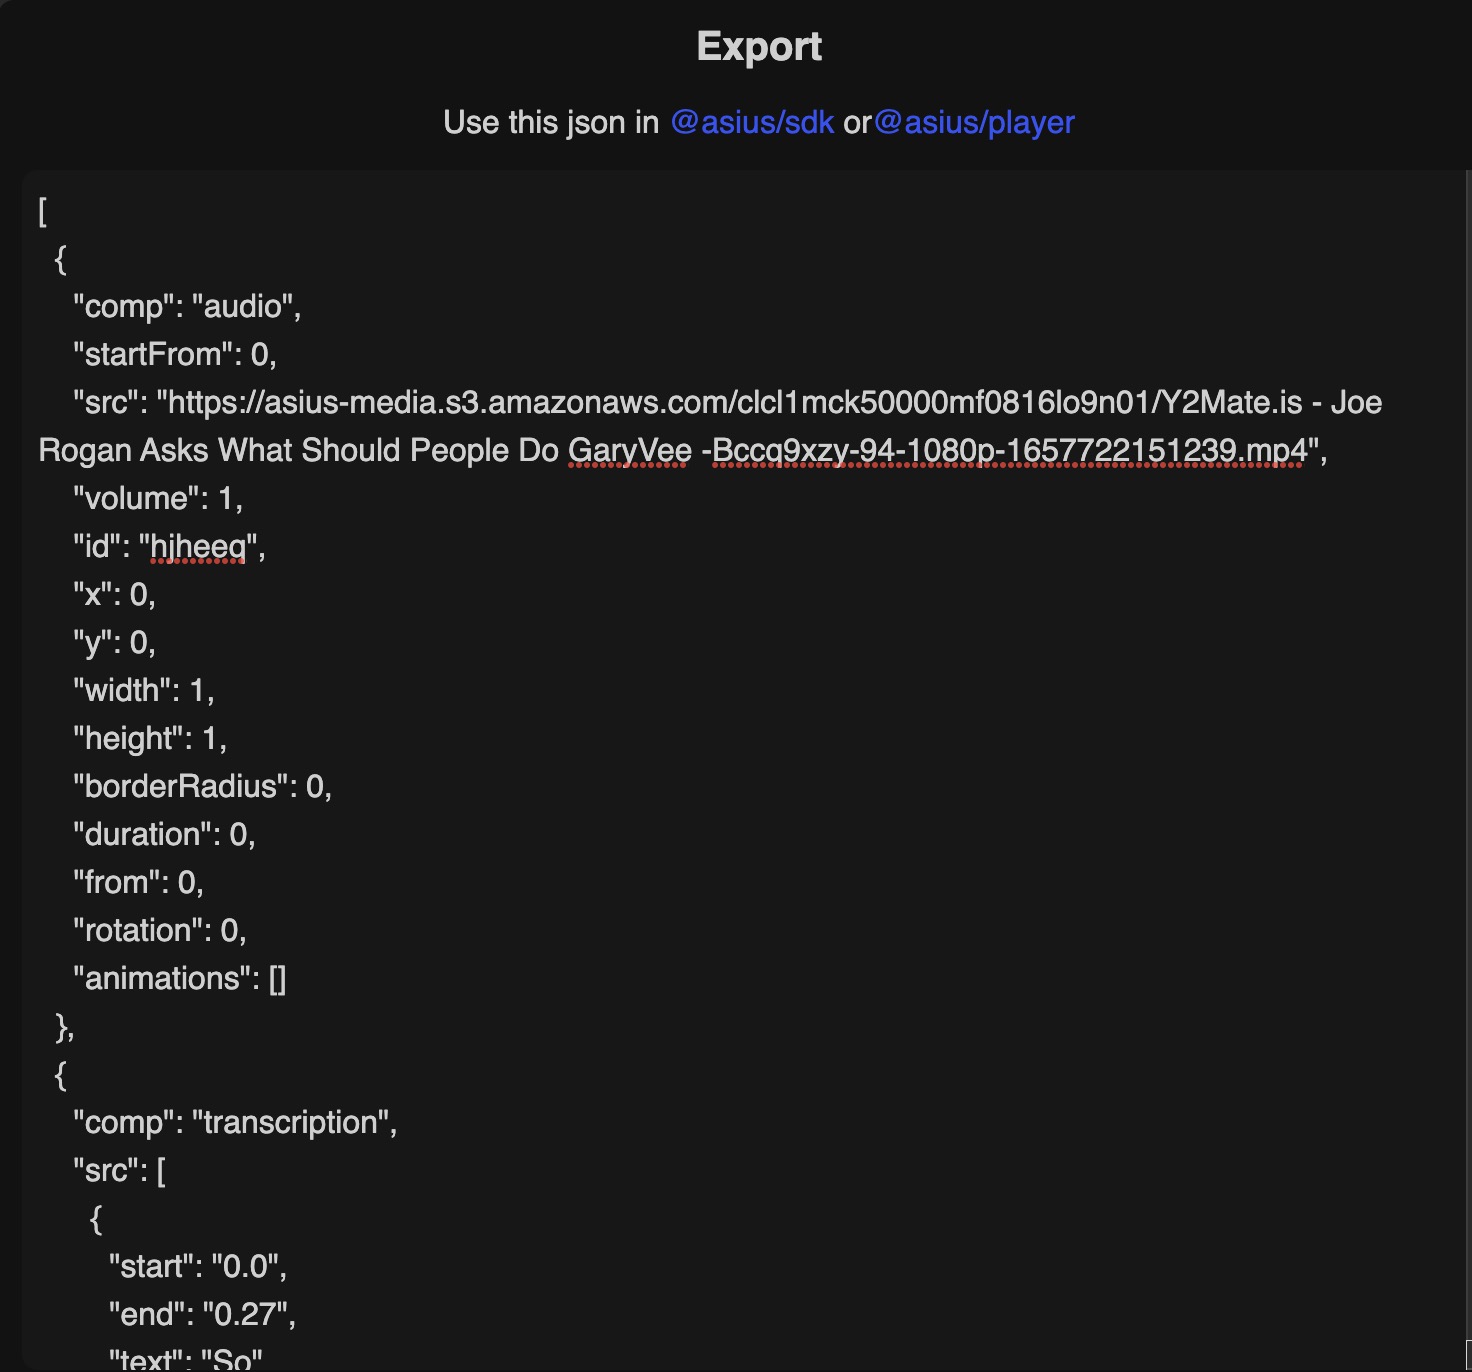 Export
Use this json in @asius/sdk or@asius/player
[
{
"comp": "audio",
"startFrom": 0,
"src": "https://asius-media.s3.amazonaws.com/clcl1mck50000mf0816lo9n01/Y2Mate.is - Joe
Rogan Asks What Should People Do GaryVee -Bccq9xzy-94-1080p-1657722151239.mp4",
"volume": 1,
"id": "hjheeq",
"x": 0,
"y": 0,
"width": 1,
"height": 1,
"borderRadius": 0,
"duration": 0,
"from": 0,
"rotation": 0,
"animations": []
},
{
"comp": "transcription",
"src": [
{
"start": "0.0",
"end": "0.27",
"text": "So"